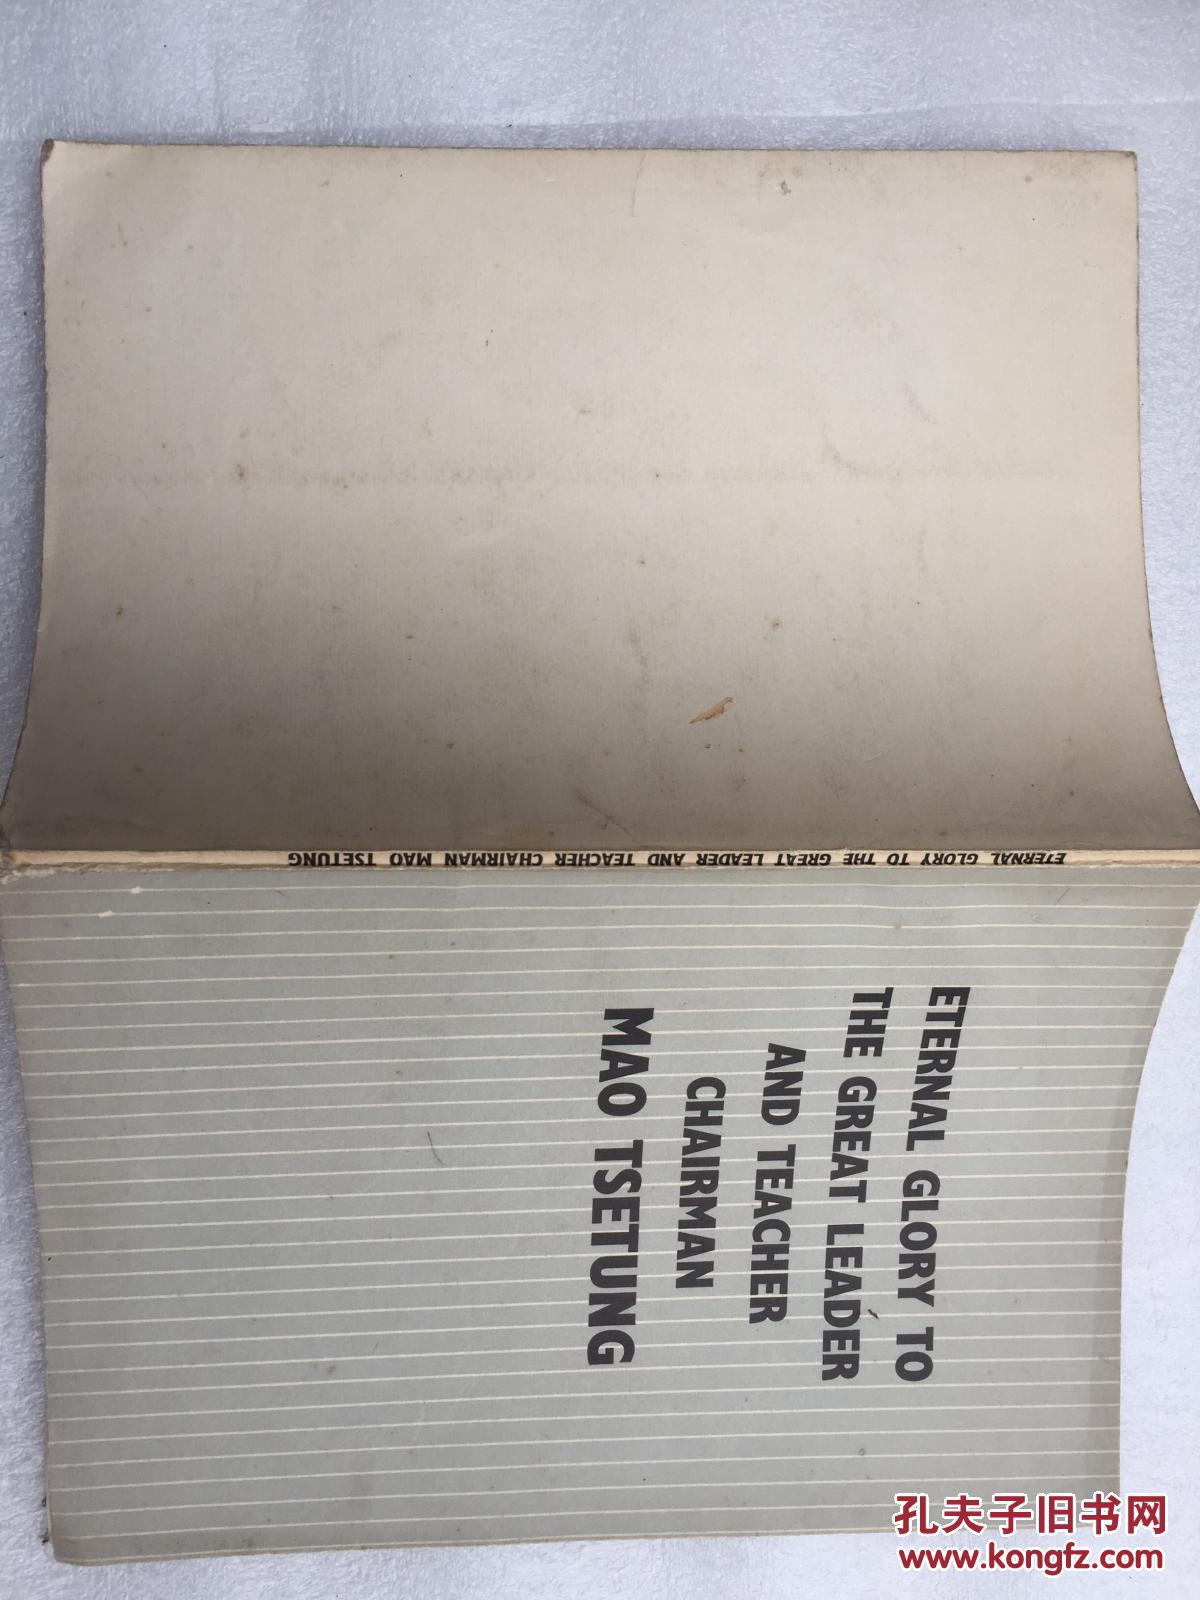 ETERNAL GLORY TO THE GREAT LEADER AND TEACHER CHAIRMAN MAO TSETUNG
ETERNAL GLORY TO
THE GREAT LEADER
AND TEACHER
CHAIRMAN
MAO TSETUNG
孔夫子旧书网
www.kongfz.com